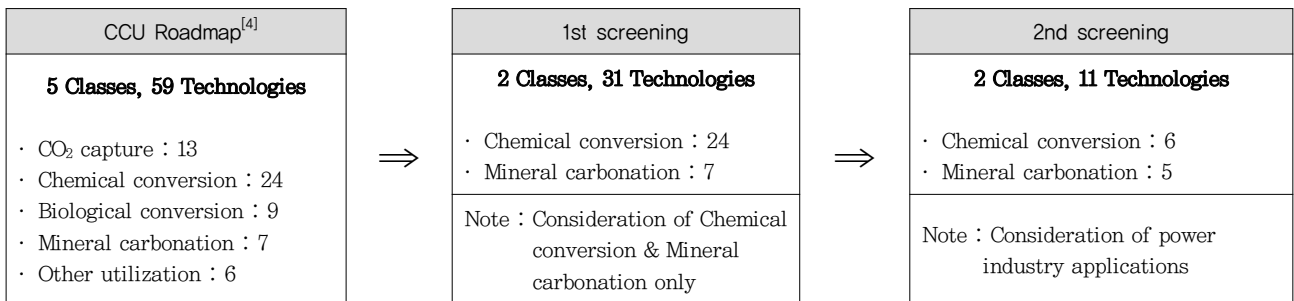 CCU Roadmap[4]
5 Classes, 59 Technologies
· CO₂ capture : 13
· Chemical conversion : 24
· Biological conversion : 9
· Mineral carbonation : 7
· Other utilization : 6
⇒
1st screening
2 Classes, 31 Technologies
· Chemical conversion : 24
· Mineral carbonation : 7
Note : Consideration of Chemical
conversion & Mineral
carbonation only
⇒
2nd screening
2 Classes, 11 Technologies
· Chemical conversion : 6
· Mineral carbonation : 5
Note : Consideration of power
industry applications